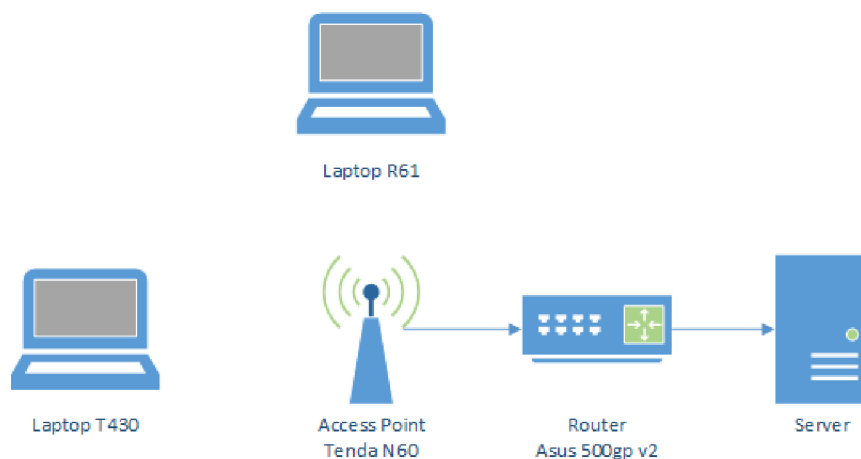 Laptop R61
Laptop T430
Access Point
Tenda N60
Router
Asus 500gp v2
Server